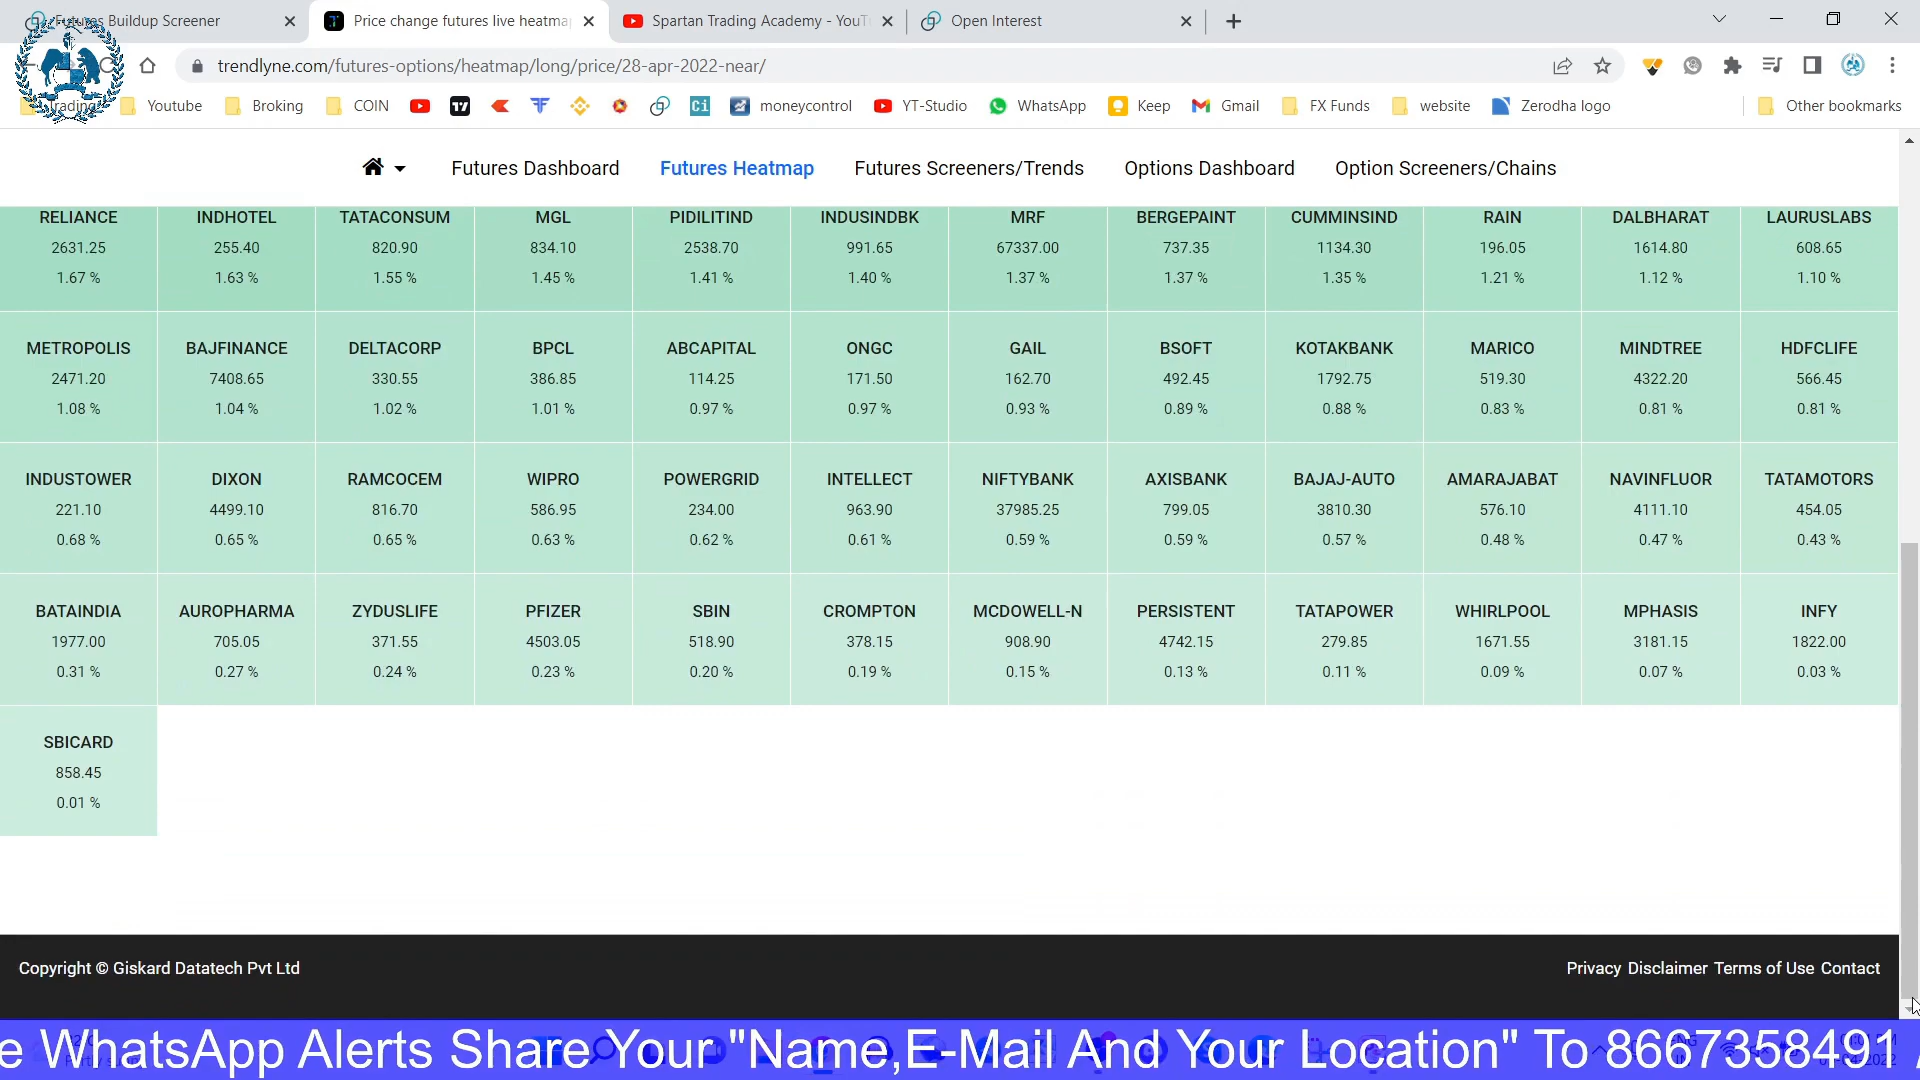 Futures Buildup Screener
Price change futures live heatma
Spartan Trading Academy - YouT
Open Interest
trendlyne.com/futures-options/heatmap/long/price/28-apr-2022-near/
Trading Youtube Broking COIN moneycontrol YT-Studio WhatsApp Keep Gmail FX Funds website Zerodha logo Other bookmarks
Futures Dashboard Futures Heatmap Futures Screeners/Trends Options Dashboard Option Screeners/Chains
RELIANCE INDHOTEL TATACONSUM MGL PIDILITIND INDUSINDBK MRF BERGEPAINT CUMMINSIND RAIN DALBHARAT LAURUSLABS
2631.25 255.40 820.90 834.10 2538.70 991.65 67337.00 737.35 1134.30 196.05 1614.80 608.65
1.67 % 1.63 % 1.55 % 1.45 % 1.41 % 1.40 % 1.37 % 1.37 % 1.35 % 1.21 % 1.12 % 1.10 %
METROPOLIS BAJFINANCE DELTACORP BPCL ABCAPITAL ONGC GAIL BSOFT KOTAKBANK MARICO MINDTREE HDFCLIFE
2471.20 7408.65 330.55 386.85 114.25 171.50 162.70 492.45 1792.75 519.30 4322.20 566.45
1.08 % 1.04 % 1.02 % 1.01 % 0.97 % 0.97 % 0.93 % 0.89 % 0.88 % 0.83 % 0.81 % 0.81 %
INDUSTOWER DIXON RAMCOCEM WIPRO POWERGRID INTELLECT NIFTYBANK AXISBANK BAJAJ-AUTO AMARAJABAT NAVINFLUOR TATAMOTORS
221.10 4499.10 816.70 586.95 234.00 963.90 37985.25 799.05 3810.30 576.10 4111.10 454.05
0.68 % 0.65 % 0.65 % 0.63 % 0.62 % 0.61 % 0.59 % 0.59 % 0.57 % 0.48 % 0.47 % 0.43 %
BATAINDIA AUROPHARMA ZYDUSLIFE PFIZER SBIN CROMPTON MCDOWELL-N PERSISTENT TATAPOWER WHIRLPOOL MPHASIS INFY
1977.00 705.05 371.55 4503.05 518.90 378.15 908.90 4742.15 279.85 1671.55 3181.15 1822.00
0.31 % 0.27 % 0.24 % 0.23 % 0.20 % 0.19 % 0.15 % 0.13 % 0.11 % 0.09 % 0.07 % 0.03 %
SBICARD
858.45
0.01 %
Copyright © Giskard Datatech Pvt Ltd
Privacy Disclaimer Terms of Use Contact
e WhatsApp Alerts Share Your "Name,E-Mail And Your Location" To 8667358491